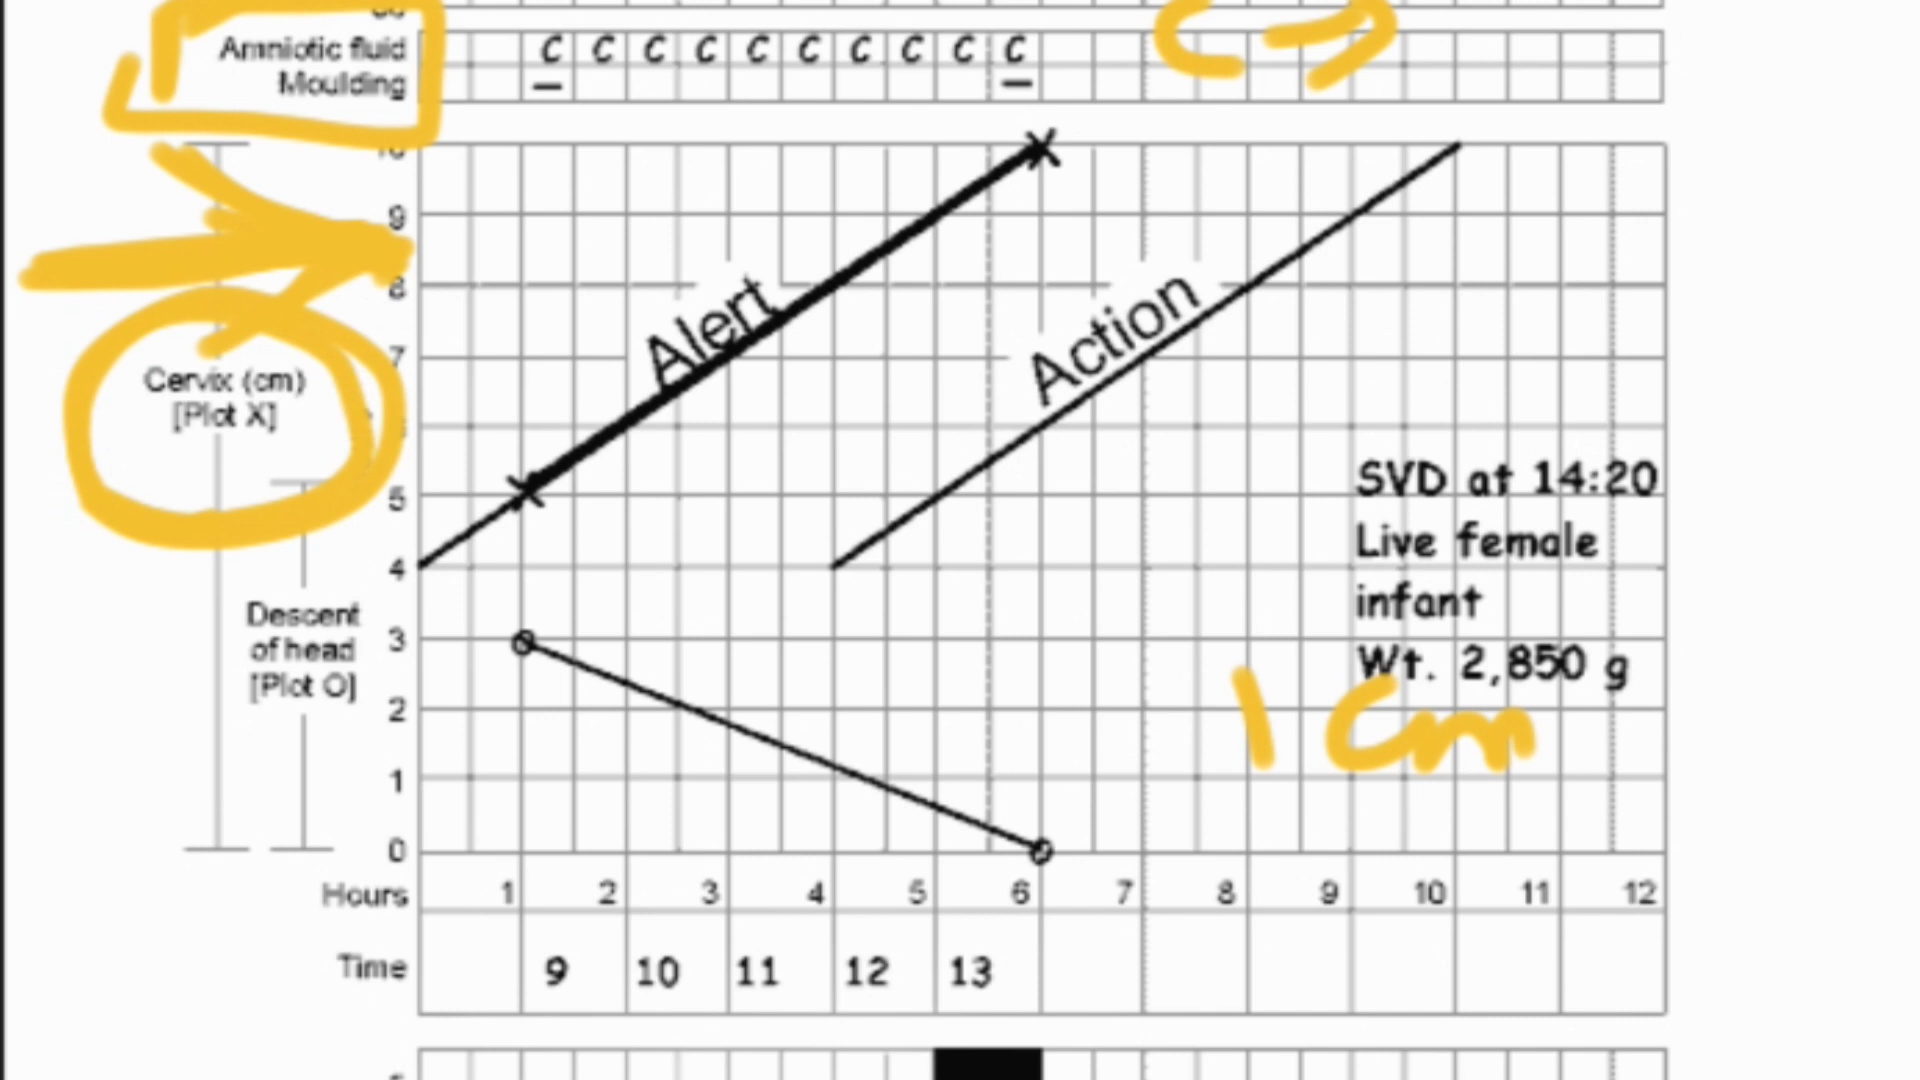 Amniotic fluid C C C C C C C C C C
Moulding – –
10
9
8
7
5
4
3
2
1
0
Cervix (cm)
[Plot X]
Descent
of head
[Plot O]
Alert
Action
SVD at 14:20
Live female
infant
Wt. 2,850 g
1 cm
Hours 1 2 3 4 5 6 7 8 9 10 11 12
Time 9 10 11 12 13